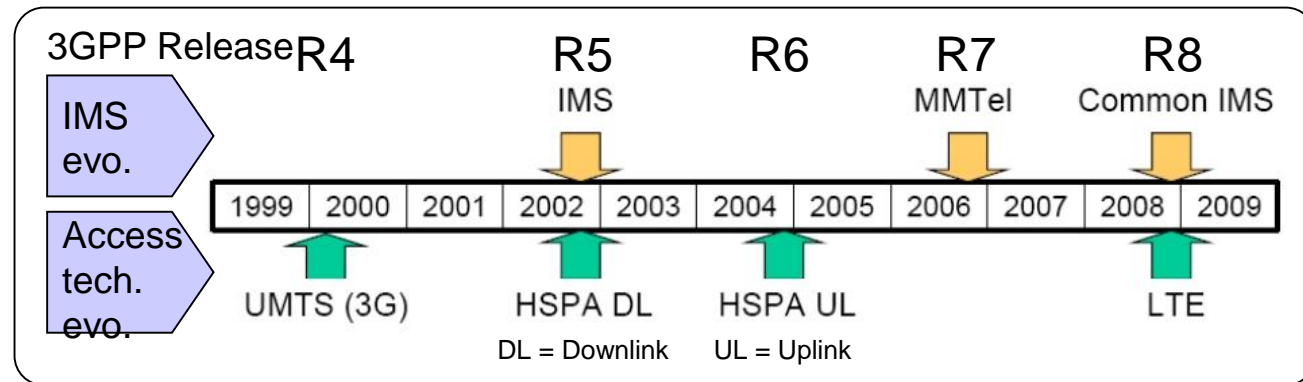 3GPP Release R4 R5 R6 R7 R8
IMS MMTel Common IMS
IMS
evo.
1999 2000 2001 2002 2003 2004 2005 2006 2007 2008 2009
Access
tech.
evo.
UMTS (3G) HSPA DL HSPA UL LTE
DL = Downlink UL = Uplink